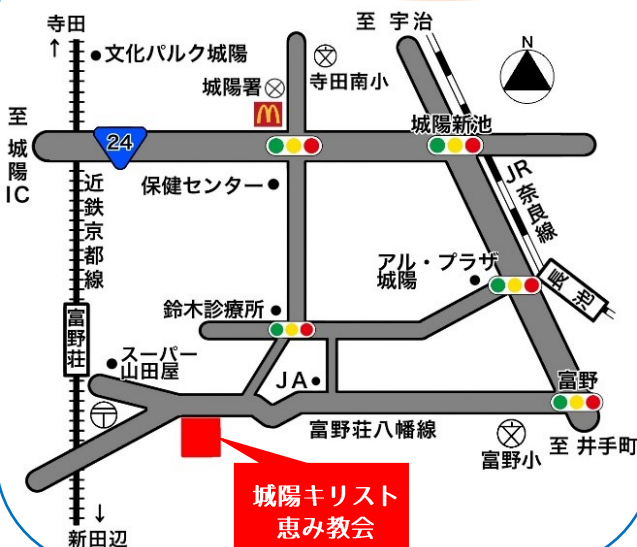 寺田
↑
文化パルク城陽
城陽署
寺田南小
至 宇治
N
至 城陽IC
24
城陽新池
保健センター
近鉄京都線
JR奈良線
アル・プラザ
城陽
長池
鈴木診療所
富野荘
スーパー
山田屋
JA
富野
富野荘八幡線
富野小
至 井手町
城陽キリスト
恵み教会
↓
新田辺